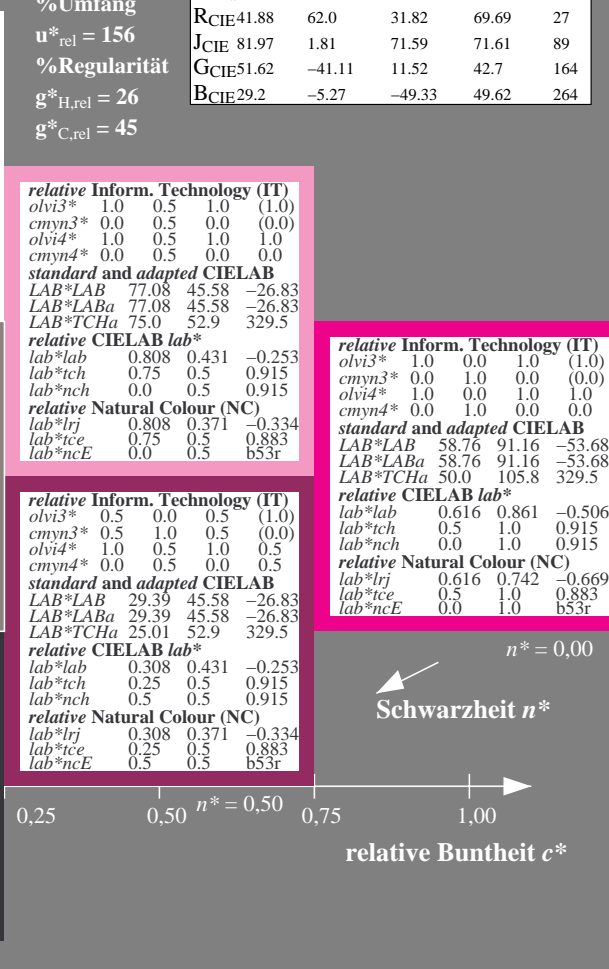 %Umfang
u*rel = 156
%Regularität
g*H,rel = 26
g*C,rel = 45
RCIE 41.88 62.0 31.82 69.69 27
JCIE 81.97 1.81 71.59 71.61 89
GCIE 51.62 −41.11 11.52 42.7 164
BCIE 29.2 −5.27 −49.33 49.62 264
relative Inform. Technology (IT)
olvi3* 1.0 0.5 1.0 (1.0)
cmyn3* 0.0 0.5 0.0 (0.0)
olvi4* 1.0 0.5 1.0 1.0
cmyn4* 0.0 0.5 0.0 0.0
standard and adapted CIELAB
LAB*LAB 77.08 45.58 −26.83
LAB*LABa 77.08 45.58 −26.83
LAB*TCHa 75.0 52.9 329.5
relative CIELAB lab*
lab*lab 0.808 0.431 −0.253
lab*tch 0.75 0.5 0.915
lab*nch 0.0 0.5 0.915
relative Natural Colour (NC)
lab*lrj 0.808 0.371 −0.334
lab*tce 0.75 0.5 0.883
lab*ncE 0.0 0.5 b53r
relative Inform. Technology (IT)
olvi3* 1.0 0.0 1.0 (1.0)
cmyn3* 0.0 1.0 0.0 (0.0)
olvi4* 1.0 0.0 1.0 1.0
cmyn4* 0.0 1.0 0.0 0.0
standard and adapted CIELAB
LAB*LAB 58.76 91.16 −53.68
LAB*LABa 58.76 91.16 −53.68
LAB*TCHa 50.0 105.8 329.5
relative CIELAB lab*
lab*lab 0.616 0.861 −0.506
lab*tch 0.5 1.0 0.915
lab*nch 0.0 1.0 0.915
relative Natural Colour (NC)
lab*lrj 0.616 0.742 −0.669
lab*tce 0.5 1.0 0.883
lab*ncE 0.0 1.0 b53r
relative Inform. Technology (IT)
olvi3* 0.5 0.0 0.5 (1.0)
cmyn3* 0.5 1.0 0.5 (0.0)
olvi4* 1.0 0.5 1.0 0.5
cmyn4* 0.0 0.5 0.0 0.5
standard and adapted CIELAB
LAB*LAB 29.39 45.58 −26.83
LAB*LABa 29.39 45.58 −26.83
LAB*TCHa 25.01 52.9 329.5
relative CIELAB lab*
lab*lab 0.308 0.431 −0.253
lab*tch 0.25 0.5 0.915
lab*nch 0.5 0.5 0.915
relative Natural Colour (NC)
lab*lrj 0.308 0.371 −0.334
lab*tce 0.25 0.5 0.883
lab*ncE 0.5 0.5 b53r
n* = 0,00
Schwarzheit n*
n* = 0,50
0,25 0,50 0,75 1,00
relative Buntheit c*